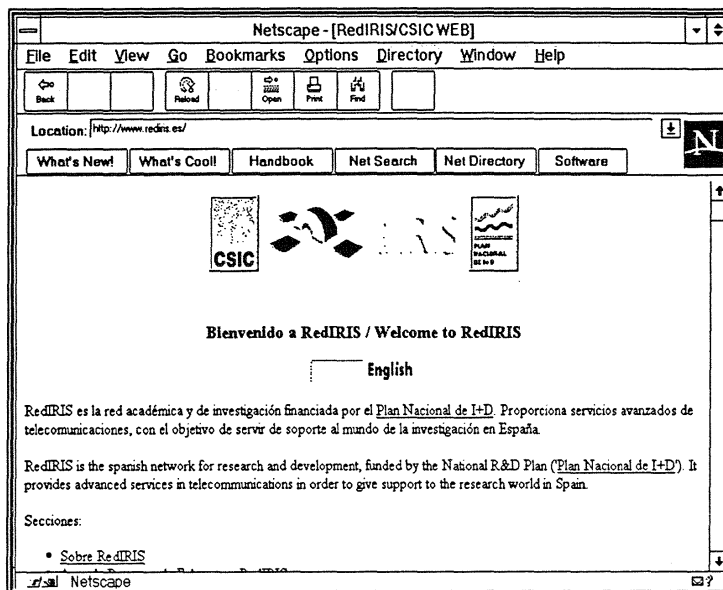 Netscape - [RedIRIS/CSIC WEB]
File Edit View Go Bookmarks Options Directory Window Help
Back Reload Open Print Find
Location: http://www.rediris.es/
N
What's New! What's Cool! Handbook Net Search Net Directory Software
CSIC
PLAN
NACIONAL
DE I+D
Bienvenido a RedIRIS / Welcome to RedIRIS
English
RedIRIS es la red académica y de investigación financiada por el Plan Nacional de I+D. Proporciona servicios avanzados de
telecomunicaciones, con el objetivo de servir de soporte al mundo de la investigación en España.
RedIRIS is the spanish network for research and development, funded by the National R&D Plan ('Plan Nacional de I+D'). It
provides advanced services in telecommunications in order to give support to the research world in Spain.
Secciones:
• Sobre RedIRIS
Netscape